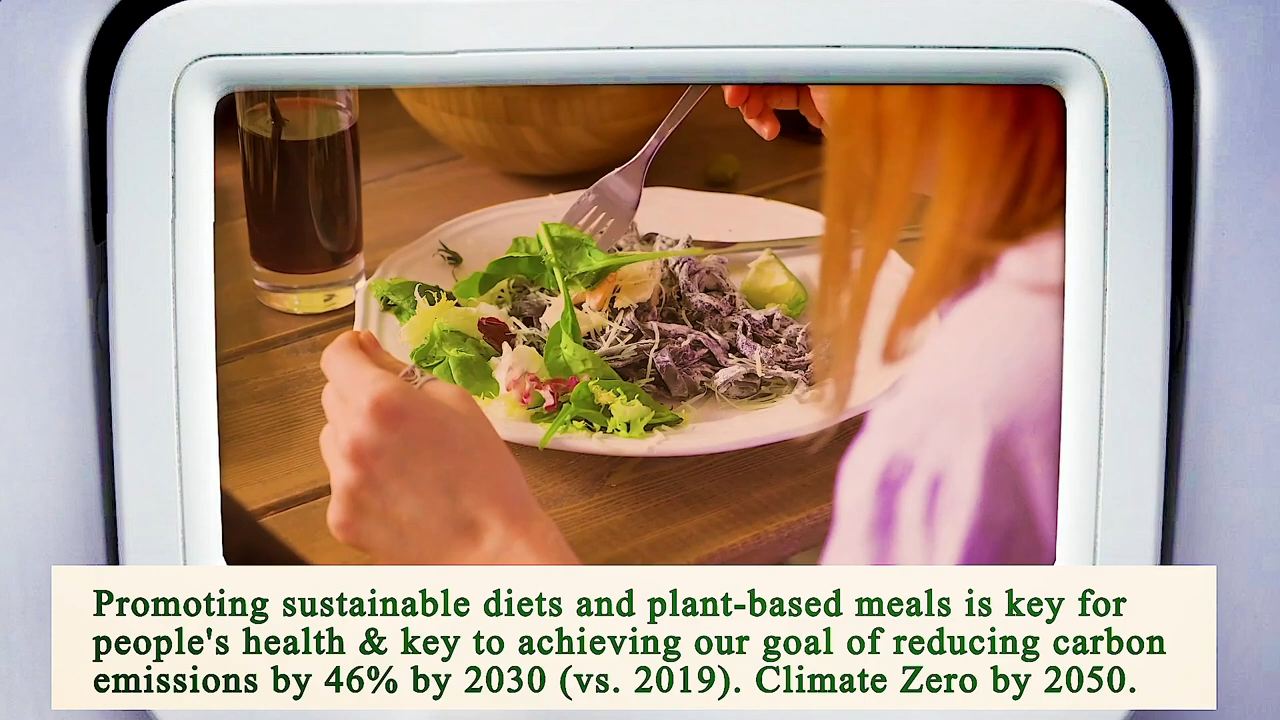 Promoting sustainable diets and plant-based meals is key for
people's health & key to achieving our goal of reducing carbon
emissions by 46% by 2030 (vs. 2019). Climate Zero by 2050.